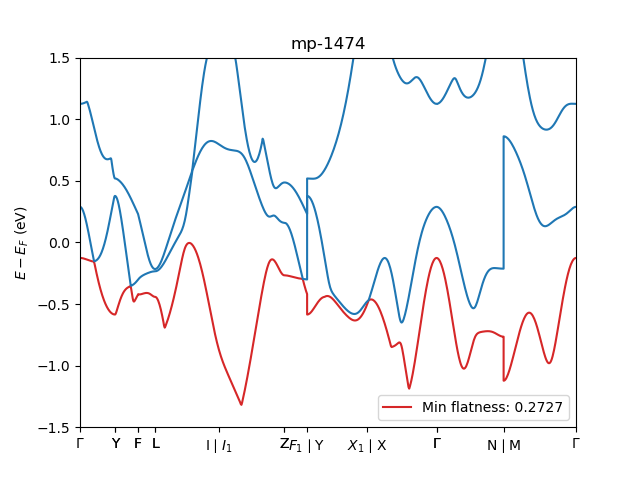 mp-1474
E − E_F (eV)
1.5
1.0
0.5
0.0
−0.5
−1.0
−1.5
Min flatness: 0.2727
Γ Y F L I | I₁ Z F₁ | Y X₁ | X Γ N | M Γ